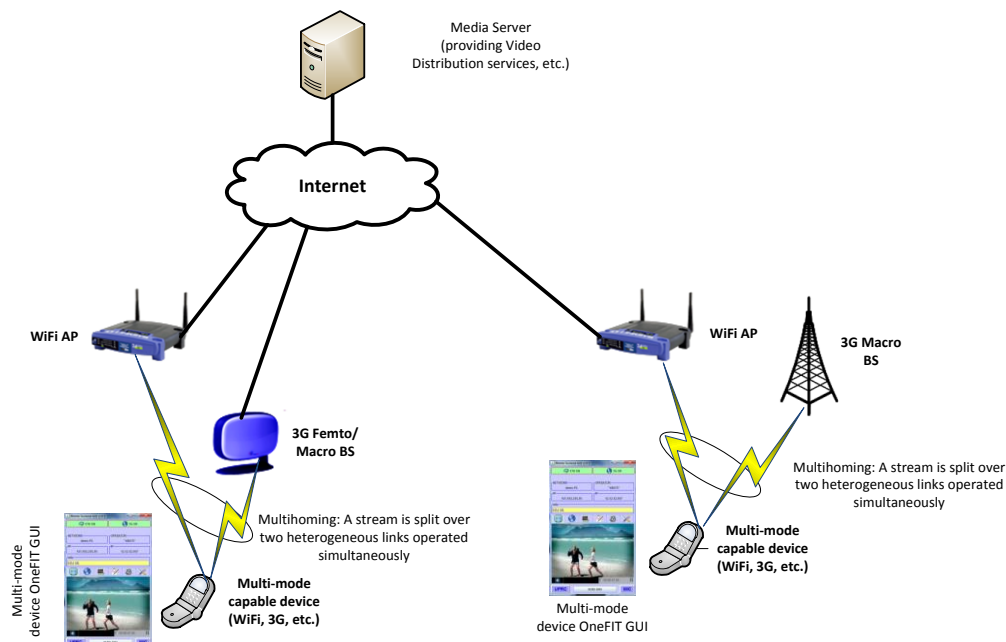 Media Server
(providing Video
Distribution services, etc.)
Internet
WiFi AP
WiFi AP
3G Macro
BS
3G Femto/
Macro BS
Multihoming: A stream is split over
two heterogeneous links operated
simultaneously
Multihoming: A stream is split over
two heterogeneous links operated
simultaneously
Multi-mode
device OneFIT GUI
Multi-mode
capable device
(WiFi, 3G, etc.)
Multi-mode
capable device
(WiFi, 3G, etc.)
Multi-mode
device OneFIT GUI